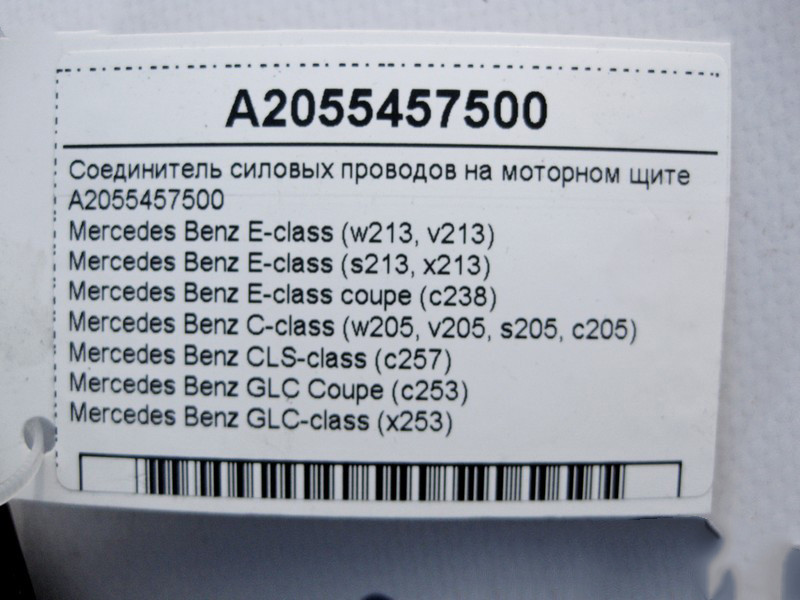 A2055457500
Соединитель силовых проводов на моторном щите
A2055457500
Mercedes Benz E-class (w213, v213)
Mercedes Benz E-class (s213, x213)
Mercedes Benz E-class coupe (c238)
Mercedes Benz C-class (w205, v205, s205, c205)
Mercedes Benz CLS-class (c257)
Mercedes Benz GLC Coupe (c253)
Mercedes Benz GLC-class (x253)